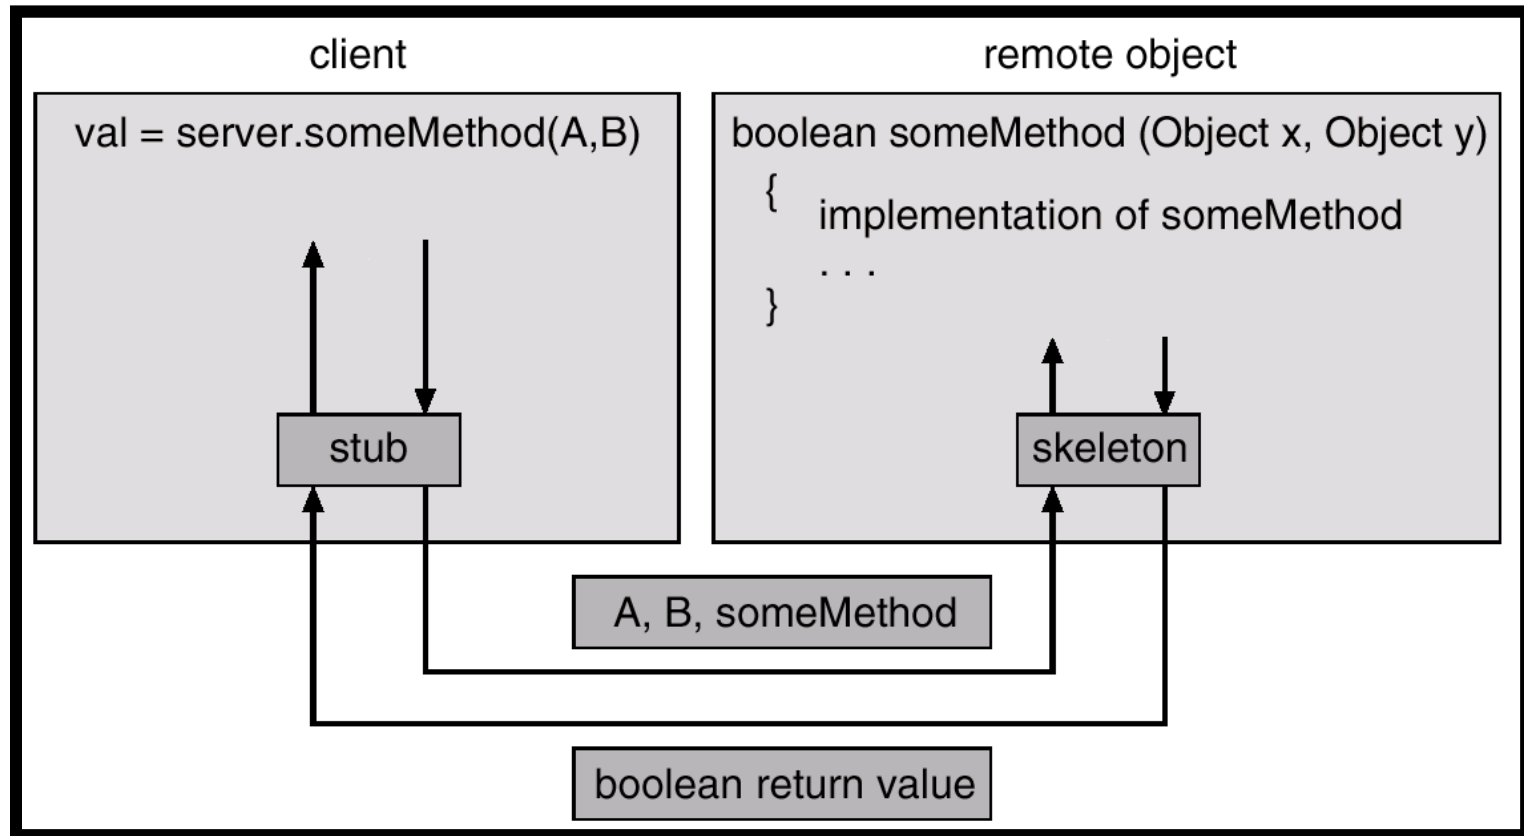 client
val = server.someMethod(A,B)
stub
remote object
boolean someMethod (Object x, Object y)
{
implementation of someMethod
. . .
}
skeleton
A, B, someMethod
boolean return value